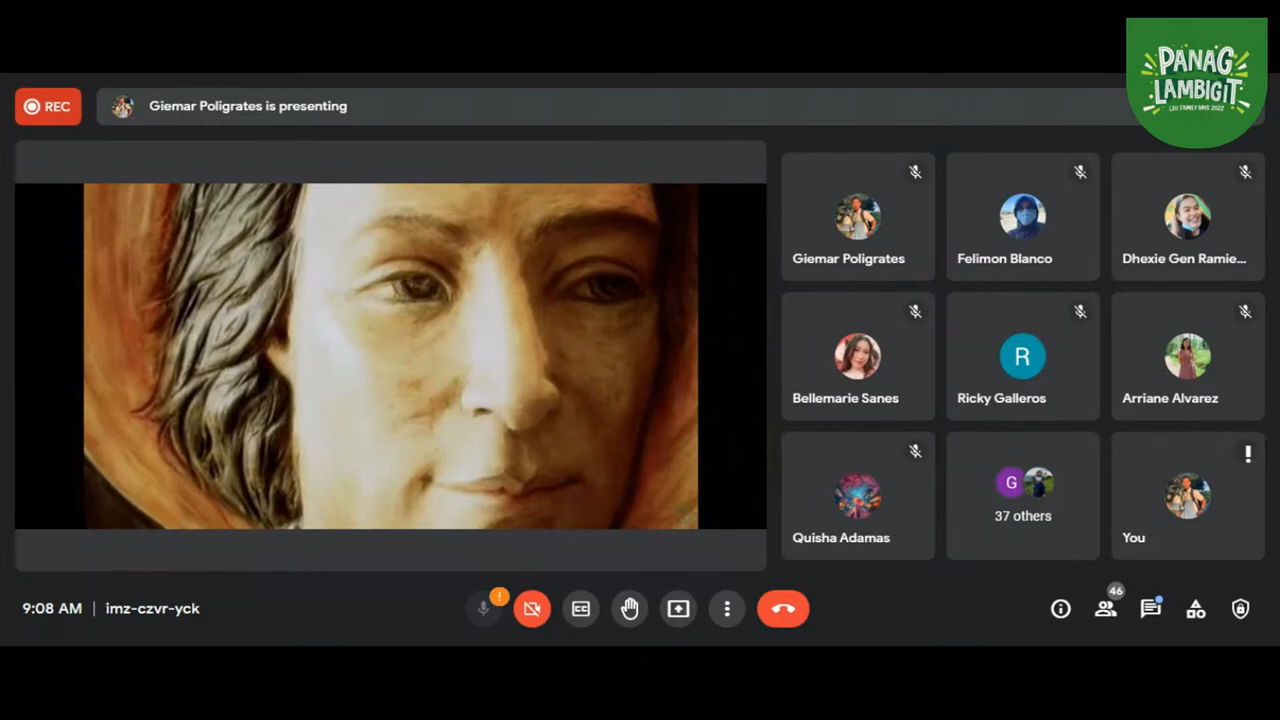 PANAG
LAMBIGIT
LSU FAMILY DAYS 2022
REC
Giemar Poligrates is presenting
Giemar Poligrates
Felimon Blanco
Dhexie Gen Ramie...
Bellemarie Sanes
R
Ricky Galleros
Arriane Alvarez
Quisha Adamas
G
37 others
You
9:08 AM | imz-czvr-yck
CC
46